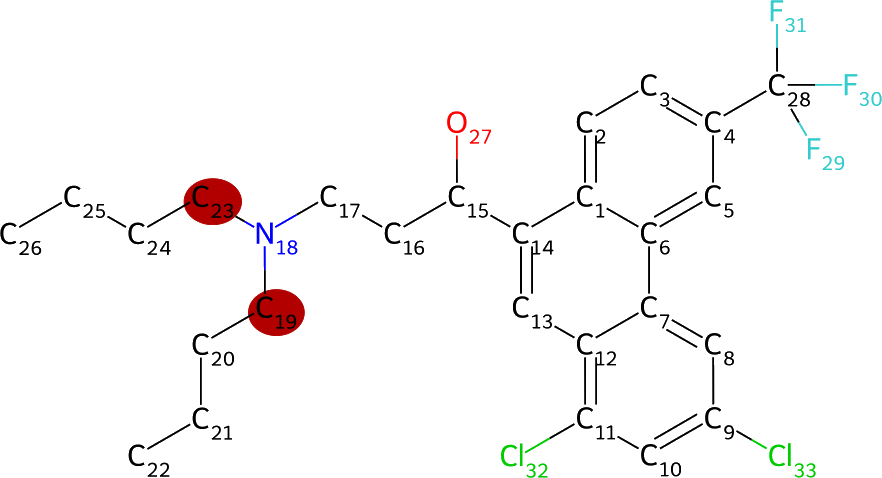 F31
C3 C28 F30
O27 C2 C4
F29
C25 C23 C17 C15 C1 C5
C26 C24 N18 C16 C14 C6
C19 C13 C7
C20 C12 C8
C21 C11 C9
C22 Cl32 C10 Cl33